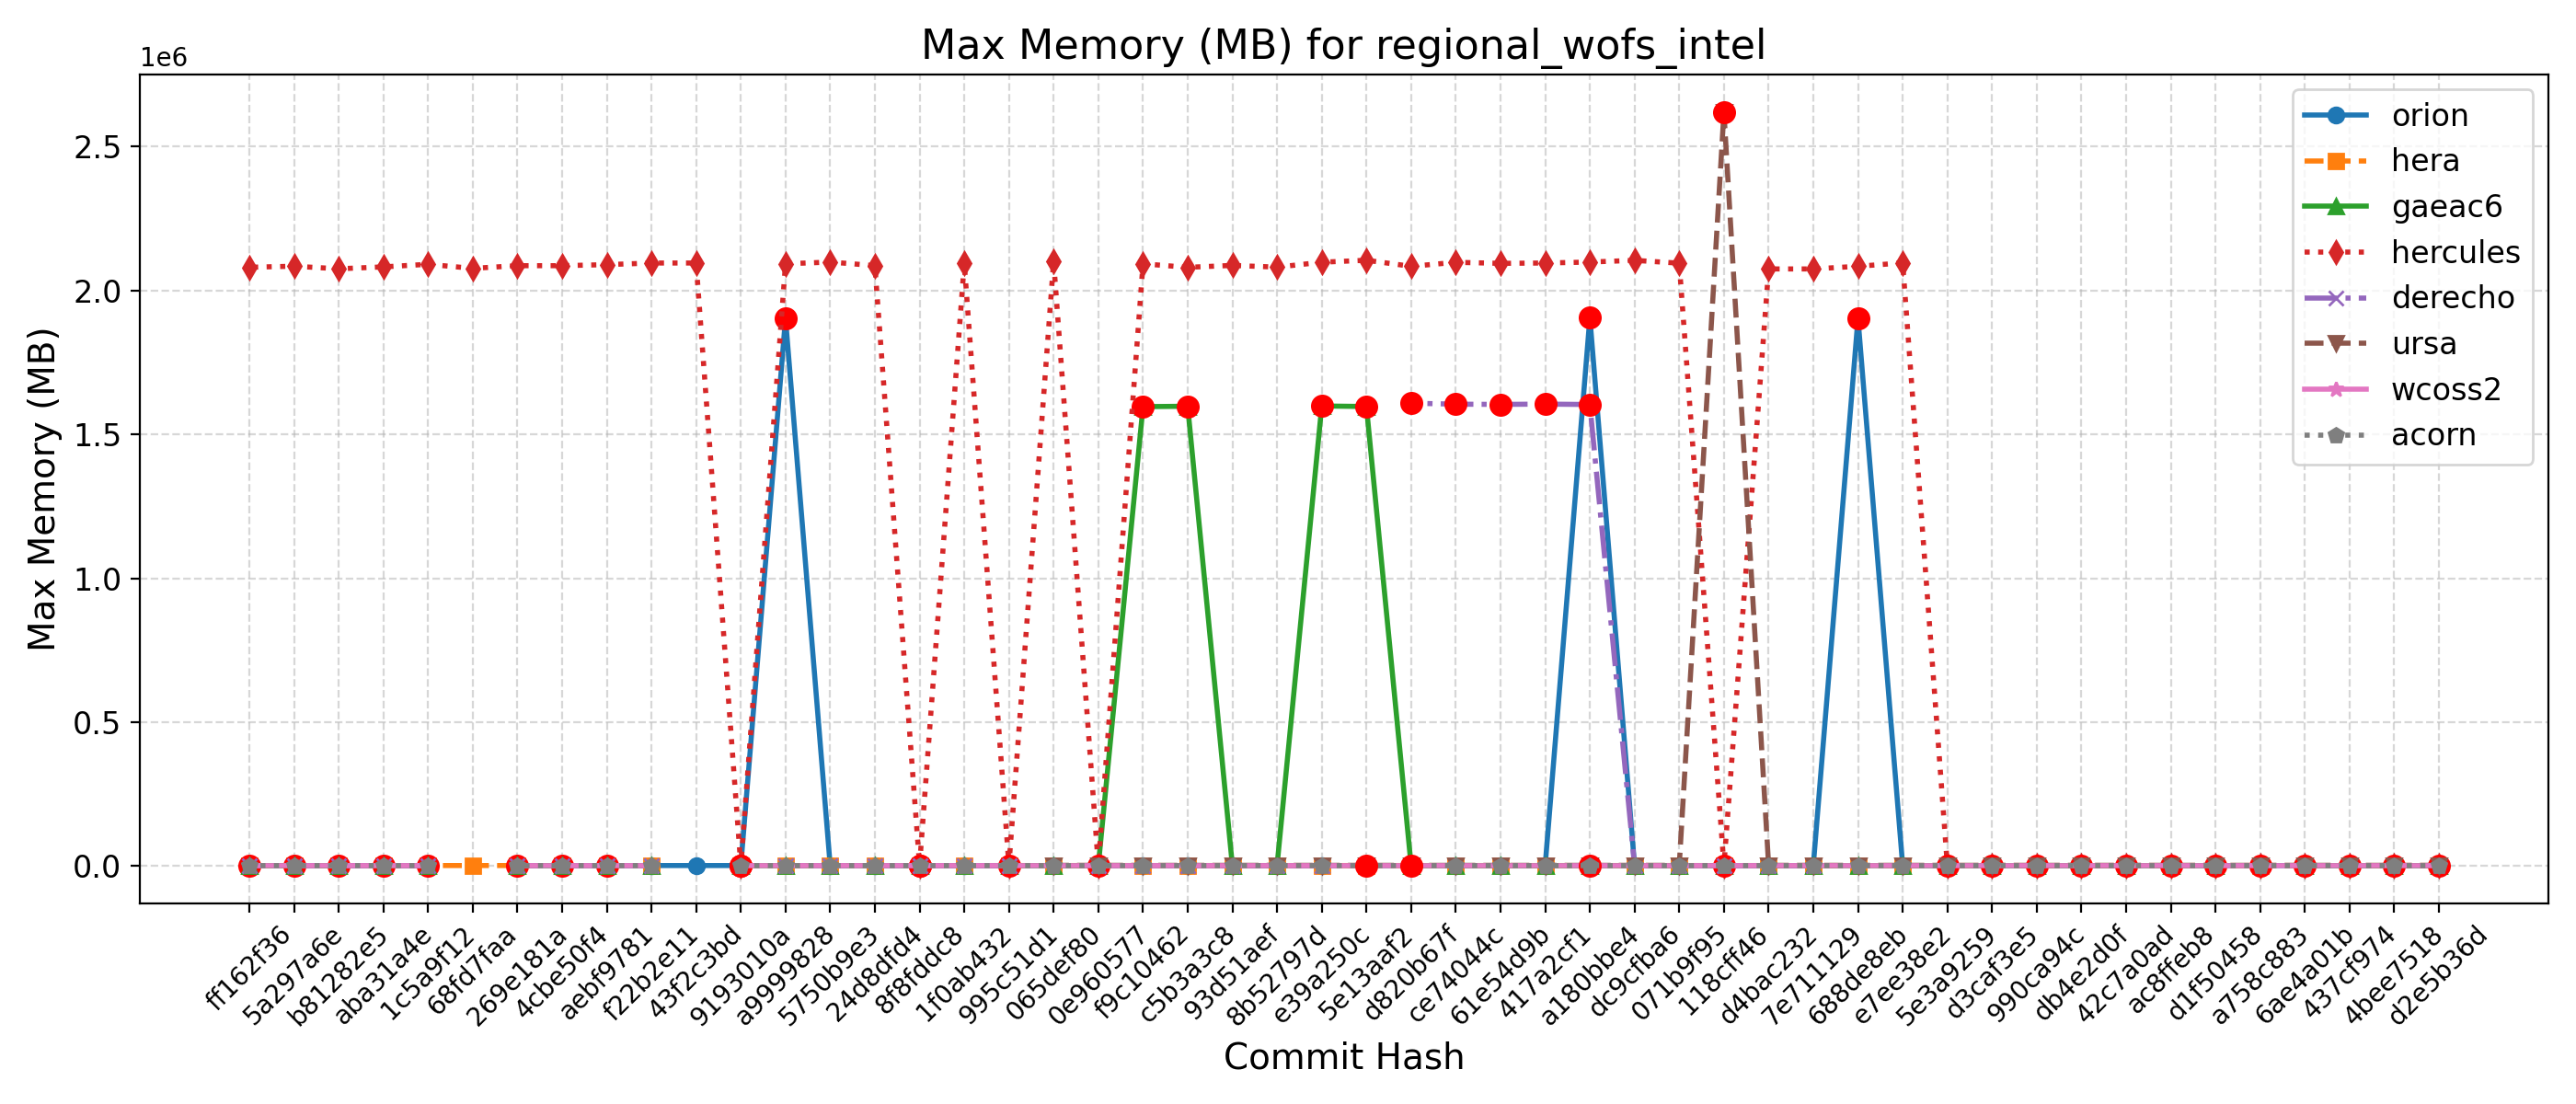 Max Memory (MB) for regional_wofs_intel
1e6
2.5
2.0
1.5
1.0
0.5
0.0
Max Memory (MB)
orion
hera
gaeac6
hercules
derecho
ursa
wcoss2
acorn
ff162f36
5a297a6e
b81282e5
aba31a4e
1c5a9f12
68fd7faa
269e181a
4cbe50f4
aebf9781
f22b2e11
43f2c3bd
9193010a
a9999828
5750b9e3
24d8dfd4
8f8fddc8
1f0ab432
995c51d1
065def80
0e960577
f9c10462
c5b3a3c8
93d51aef
8b52797d
e39a250c
5e13aaf2
d820b67f
ce74044c
61e54d9b
417a2cf1
a180bbe4
dc9cfba6
071b9f95
118cff46
d4bac232
7e711129
688de8eb
e7ee38e2
5e3a9259
d3caf3e5
990ca94c
db4e2d0f
42c7a0ad
ac8ffeb8
d1f50458
a758c883
6ae4a01b
437cf974
4bee7518
d2e5b36d
Commit Hash